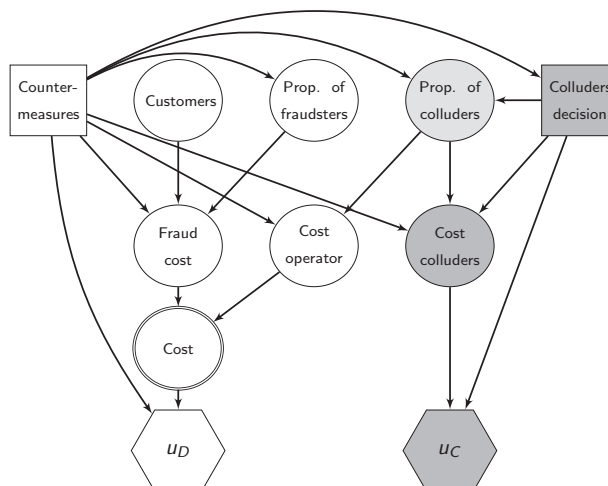 Counter-
measures
Customers
Prop. of
fraudsters
Prop. of
colluders
Colluders
decision
Fraud
cost
Cost
operator
Cost
colluders
Cost
u_D
u_C